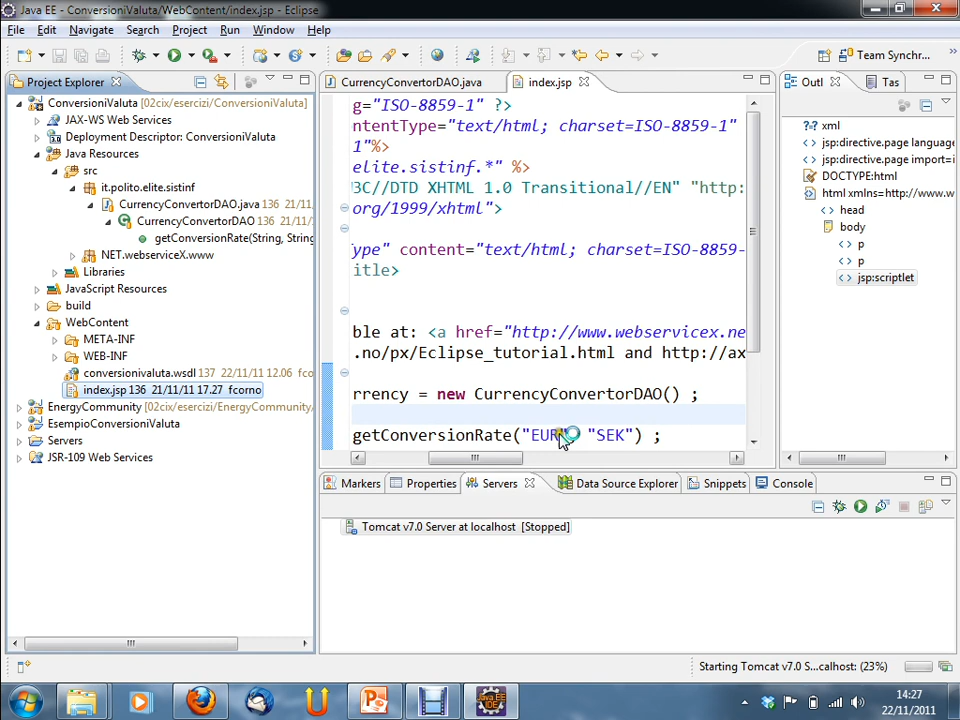 Java EE - ConversioniValuta/WebContent/index.jsp - Eclipse
File Edit Navigate Search Project Run Window Help
Team Synchr...
Project Explorer
CurrencyConvertorDAO.java
index.jsp
Outl
Tas
ConversioniValuta [02cix/esercizi/ConversioniValuta]
JAX-WS Web Services
Deployment Descriptor: ConversioniValuta
Java Resources
src
it.polito.elite.sistinf
CurrencyConvertorDAO.java 136 21/11,
CurrencyConvertorDAO 136 21/11/
getConversionRate(String, String
NET.webserviceX.www
Libraries
JavaScript Resources
build
WebContent
META-INF
WEB-INF
conversionivaluta.wsdl 137 22/11/11 12.06 fco
index.jsp 136 21/11/11 17.27 fcorno
EnergyCommunity [02cix/esercizi/EnergyCommunity/
EsempioConversioniValuta
Servers
JSR-109 Web Services
g="ISO-8859-1" ?>
ntentType="text/html; charset=ISO-8859-1"
1"%>
elite.sistinf.*" %>
3C//DTD XHTML 1.0 Transitional//EN" "http:
org/1999/xhtml">
ype" content="text/html; charset=ISO-8859-
itle>
ble at: <a href="http://www.webservicex.ne
.no/px/Eclipse_tutorial.html and http://ax
rrency = new CurrencyConvertorDAO() ;
getConversionRate("EUR", "SEK") ;
xml
jsp:directive.page language
jsp:directive.page import=i
DOCTYPE:html
html xmlns=http://www.w
head
body
p
p
jsp:scriptlet
Markers
Properties
Servers
Data Source Explorer
Snippets
Console
Tomcat v7.0 Server at localhost [Stopped]
Starting Tomcat v7.0 S...calhost: (23%)
Java EE
IDE
14:27
22/11/2011